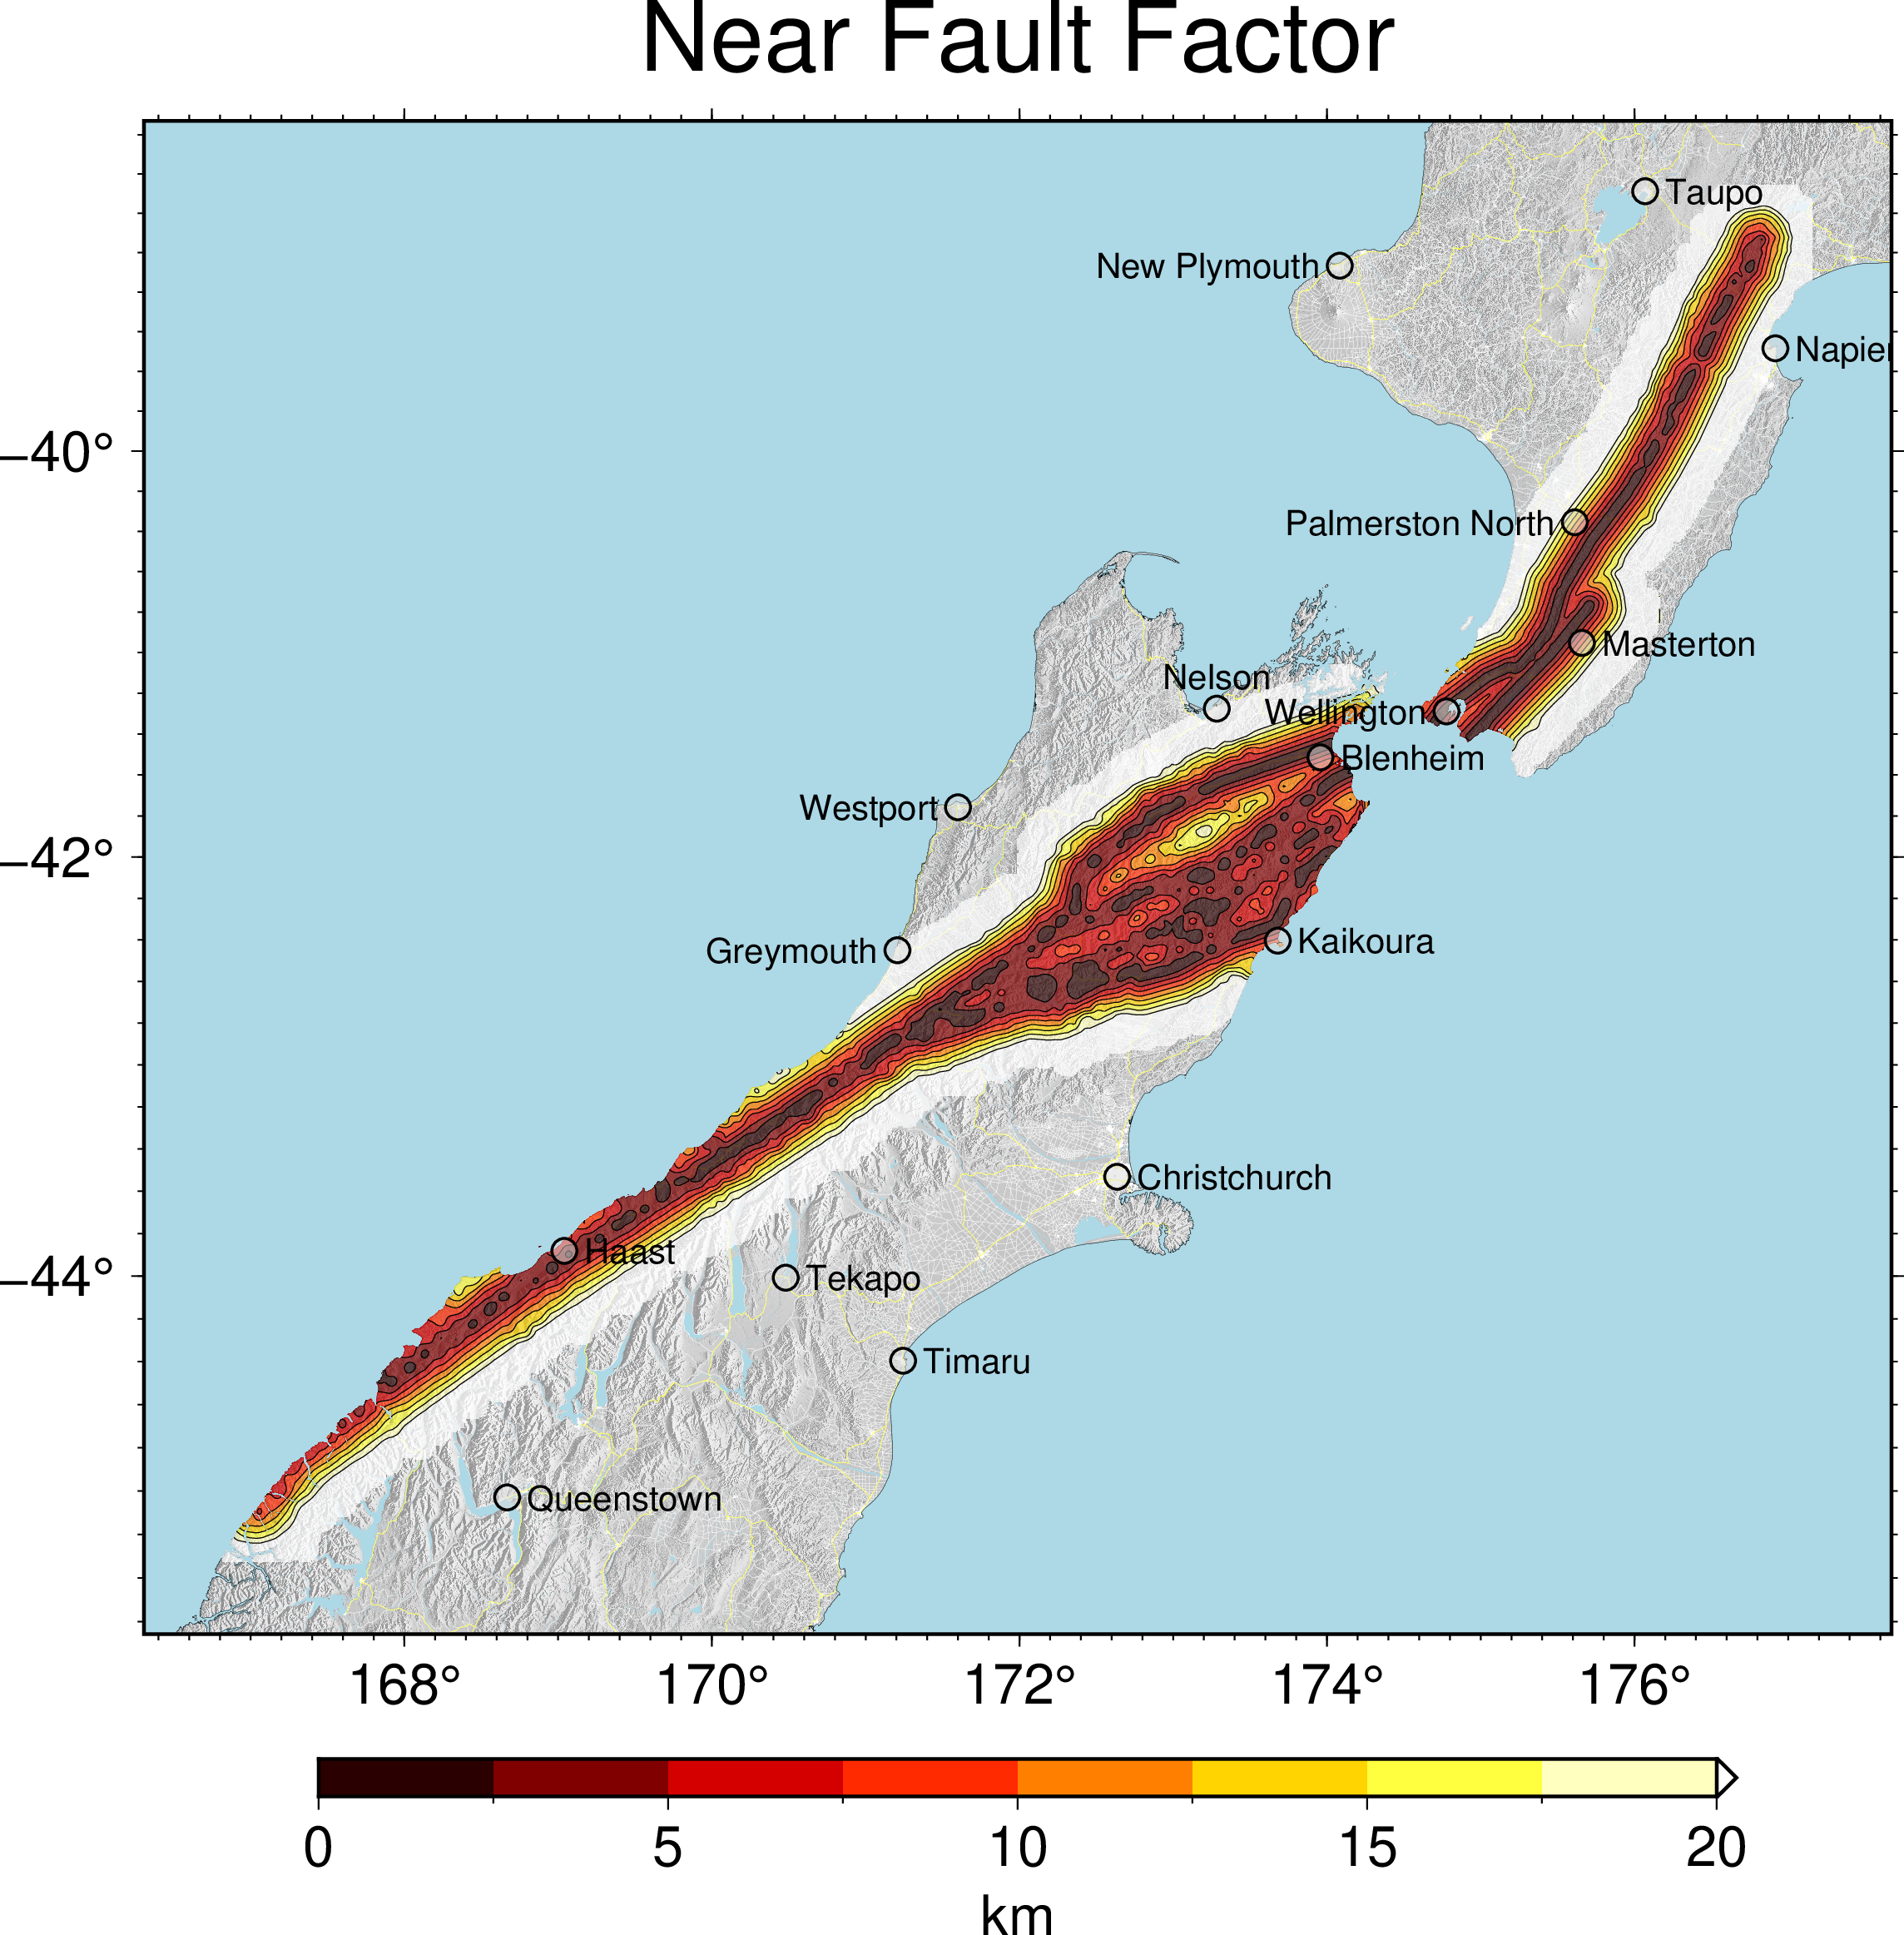 Near Fault Factor
Taupo
New Plymouth
Napier
−40°
Palmerston North
Masterton
Nelson
Wellington
Blenheim
Westport
−42°
Kaikoura
Greymouth
Christchurch
Haast
−44°
Tekapo
Timaru
Queenstown
168° 170° 172° 174° 176°
0 5 10 15 20
km